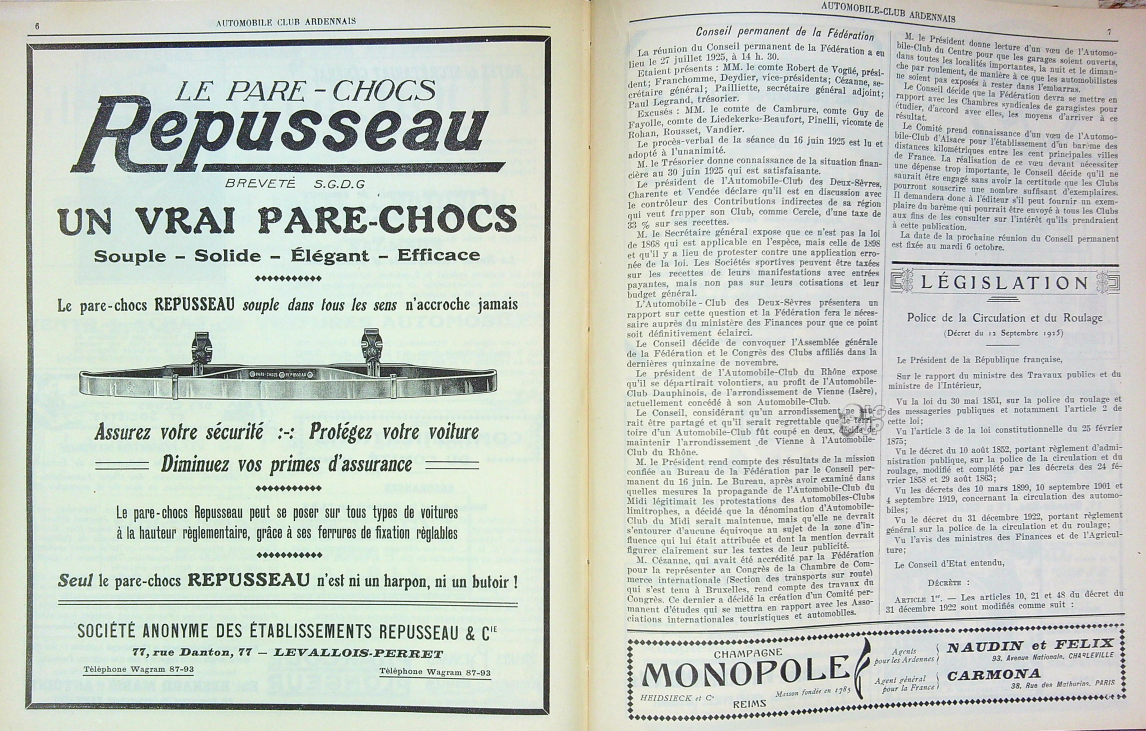 6
AUTOMOBILE CLUB ARDENNAIS
LE PARE-CHOCS
Repusseau
BREVETÉ S.G.D.G
UN VRAI PARE-CHOCS
Souple – Solide – Élégant – Efficace
Le pare-chocs REPUSSEAU souple dans tous les sens n'accroche jamais
PARE-CHOCS REPUSSEAU
Assurez votre sécurité :-: Protégez votre voiture
Diminuez vos primes d'assurance
Le pare-chocs Repusseau peut se poser sur tous types de voitures
à la hauteur règlementaire, grâce à ses ferrures de fixation règlables
Seul le pare-chocs REPUSSEAU n'est ni un harpon, ni un butoir !
SOCIÉTÉ ANONYME DES ÉTABLISSEMENTS REPUSSEAU & CIE
77, rue Danton, 77 – LEVALLOIS-PERRET
Téléphone Wagram 87-93
Téléphone Wagram 87-93
AUTOMOBILE-CLUB ARDENNAIS
7
Conseil permanent de la Fédération
La réunion du Conseil permanent de la Fédération a eu
lieu le 27 juillet 1925, à 14 h. 30.
Etaient présents : MM. le comte Robert de Vogüé, prési-
dent; Franchomme, Deydier, vice-présidents; Cézanne, se-
crétaire général; Pailliette, secrétaire général adjoint;
Paul Legrand, trésorier.
Excusés : MM. le comte de Cambrure, comte Guy de
Fayolle, comte de Liedekerke-Beaufort, Pinelli, vicomte de
Rohan, Rousset, Vandier.
Le procès-verbal de la séance du 16 juin 1925 est lu et
adopté à l'unanimité.
M. le Trésorier donne connaissance de la situation finan-
cière au 30 juin 1925 qui est satisfaisante.
Le président de l'Automobile-Club des Deux-Sèvres,
Charente et Vendée déclare qu'il est en discussion avec
le contrôleur des Contributions indirectes de sa région
qui veut frapper son Club, comme Cercle, d'une taxe de
33 % sur ses recettes.
M. le Secrétaire général expose que ce n'est pas la loi
de 1868 qui est applicable en l'espèce, mais celle de 1898
et qu'il y a lieu de protester contre une application erro-
née de la loi. Les Sociétés sportives peuvent être taxées
sur les recettes de leurs manifestations avec entrées
payantes, mais non pas sur leurs cotisations et leur
budget général.
L'Automobile-Club des Deux-Sèvres présentera un
rapport sur cette question et la Fédération fera le néces-
saire auprès du ministère des Finances pour que ce point
soit définitivement éclairci.
Le Conseil décide de convoquer l'Assemblée générale
de la Fédération et le Congrès des Clubs affiliés dans la
dernières quinzaine de novembre.
Le président de l'Automobile-Club du Rhône expose
qu'il se départirait volontiers, au profit de l'Automobile-
Club Dauphinois, de l'arrondissement de Vienne (Isère),
actuellement concédé à son Automobile-Club.
Le Conseil, considérant qu'un arrondissement ne sau-
rait être partagé et qu'il serait regrettable que le terri-
toire d'un Automobile-Club fût coupé en deux, décide de
maintenir l'arrondissement de Vienne à l'Automobile-
Club du Rhône.
M. le Président rend compte des résultats de la mission
confiée au Bureau de la Fédération par le Conseil per-
manent du 16 juin. Le Bureau, après avoir examiné dans
quelles mesures la propagande de l'Automobile-Club du
Midi légitimait les protestations des Automobiles-Clubs
limitrophes, a décidé que la dénomination d'Automobile-
Club du Midi serait maintenue, mais qu'elle ne devrait
s'entourer d'aucune équivoque au sujet de la zone d'in-
fluence qui lui était attribuée et dont la mention devrait
figurer clairement sur les textes de leur publicité.
M. Cézanne, qui avait été accrédité par la Fédération
pour la représenter au Congrès de la Chambre de Com-
merce internationale (Section des transports sur route)
qui s'est tenu à Bruxelles, rend compte des travaux du
Congrès. Ce dernier a décidé la création d'un Comité per-
manent d'études qui se mettra en rapport avec les Asso-
ciations internationales touristiques et automobiles.
M. le Président donne lecture d'un vœu de l'Automo-
bile-Club du Centre pour que les garages soient ouverts,
dans toutes les localités importantes, la nuit et le diman-
che par roulement, de manière à ce que les automobilistes
ne soient pas exposés à rester dans l'embarras.
Le Conseil décide que la Fédération devra se mettre en
rapport avec les Chambres syndicales de garagistes pour
étudier, d'accord avec elles, les moyens d'arriver à ce
résultat.
Le Comité prend connaissance d'un vœu de l'Automo-
bile-Club d'Alsace pour l'établissement d'un barème des
distances kilométriques entre les cent principales villes
de France. La réalisation de ce vœu devant nécessiter
une dépense trop importante, le Conseil décide qu'il ne
saurait être engagé sans avoir la certitude que les Clubs
pourront souscrire une nombre suffisant d'exemplaires.
Il demandera donc à l'éditeur s'il peut fournir un exem-
plaire du barème qui pourrait être envoyé à tous les Clubs
aux fins de les consulter sur l'intérêt qu'ils prendraient
à cette publication.
La date de la prochaine réunion du Conseil permanent
est fixée au mardi 6 octobre.
LÉGISLATION
Police de la Circulation et du Roulage
(Décret du 12 Septembre 1925)
Le Président de la République française,
Sur le rapport du ministre des Travaux publics et du
ministre de l'Intérieur,
Vu la loi du 30 mai 1851, sur la police du roulage et
des messageries publiques et notamment l'article 2 de
cette loi;
Vu l'article 3 de la loi constitutionnelle du 25 février
1875;
Vu le décret du 10 août 1852, portant règlement d'admi-
nistration publique, sur la police de la circulation et du
roulage, modifié et complété par les décrets des 24 fé-
vrier 1858 et 29 août 1863;
Vu les décrets des 10 mars 1899, 10 septembre 1901 et
4 septembre 1919, concernant la circulation des automo-
biles;
Vu le décret du 31 décembre 1922, portant règlement
général sur la police de la circulation et du roulage;
Vu l'avis des ministres des Finances et de l'Agricul-
ture;
Le Conseil d'Etat entendu,
DÉCRÈTE :
ARTICLE 1er. — Les articles 10, 21 et 48 du décret du
31 décembre 1922 sont modifiés comme suit :
CHAMPAGNE
MONOPOLE
HEIDSIECK et Co
Maison fondée en 1785
REIMS
Agents
pour les Ardennes
NAUDIN et FELIX
93, Avenue Nationale, CHARLEVILLE
Agent général
pour la France
CARMONA
38, Rue des Mathurins, PARIS